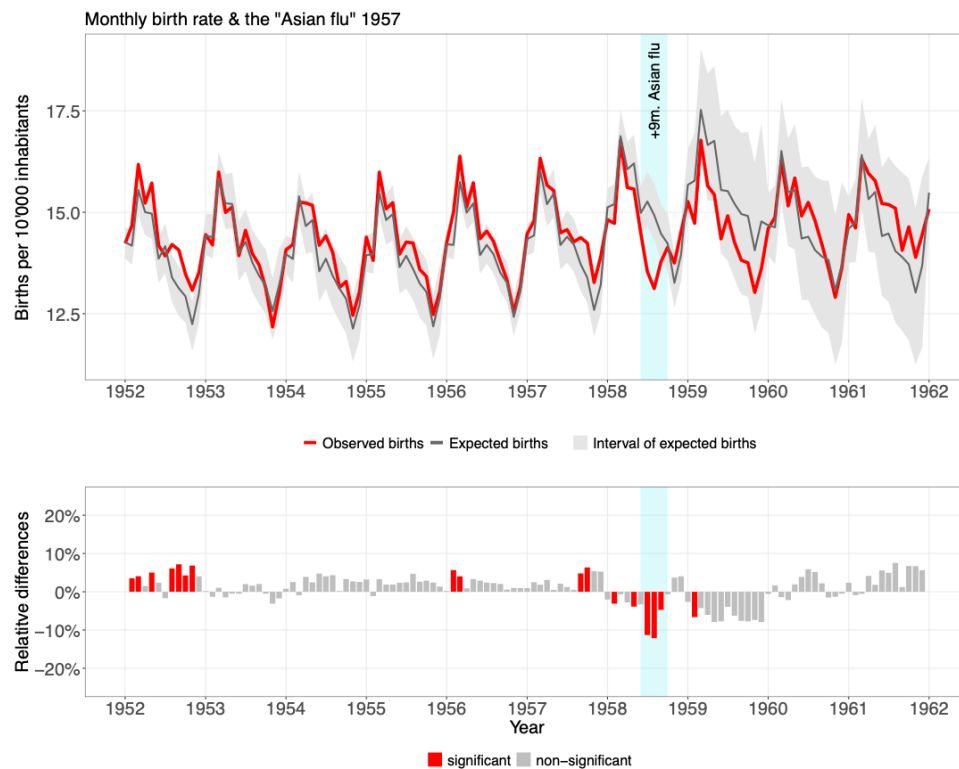 Monthly birth rate & the "Asian flu" 1957
Births per 10'000 inhabitants
17.5
15.0
12.5
+9m. Asian flu
1952 1953 1954 1955 1956 1957 1958 1959 1960 1961 1962
Observed births Expected births Interval of expected births
Relatitve differences
20%
10%
0%
−10%
−20%
1952 1953 1954 1955 1956 1957 1958 1959 1960 1961 1962
Year
significant non−significant